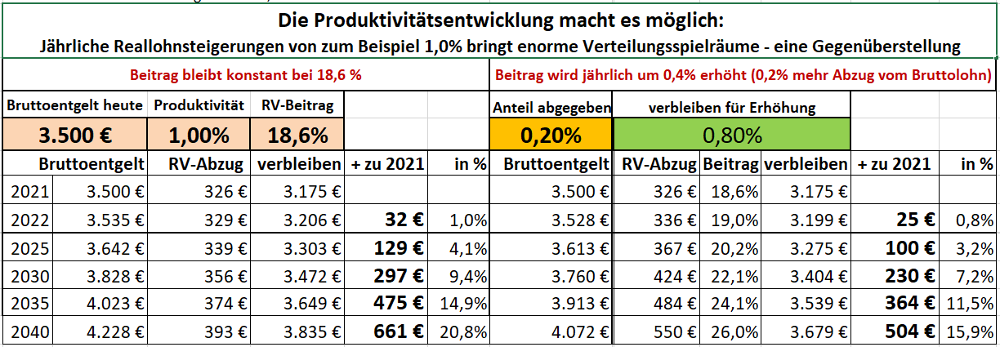 Die Produktivitätsentwicklung macht es möglich:
Jährliche Reallohnsteigerungen von zum Beispiel 1,0% bringt enorme Verteilungsspielräume - eine Gegenüberstellung
Beitrag bleibt konstant bei 18,6 % Beitrag wird jährlich um 0,4% erhöht (0,2% mehr Abzug vom Bruttolohn)
Bruttoentgelt heute Produktivität RV-Beitrag Anteil abgegeben verbleiben für Erhöhung
3.500 € 1,00% 18,6% 0,20% 0,80%
Bruttoentgelt RV-Abzug verbleiben + zu 2021 in % Bruttoentgelt RV-Abzug Beitrag verbleiben + zu 2021 in %
2021 3.500 € 326 € 3.175 € 3.500 € 326 € 18,6% 3.175 €
2022 3.535 € 329 € 3.206 € 32 € 1,0% 3.528 € 336 € 19,0% 3.199 € 25 € 0,8%
2025 3.642 € 339 € 3.303 € 129 € 4,1% 3.613 € 367 € 20,2% 3.275 € 100 € 3,2%
2030 3.828 € 356 € 3.472 € 297 € 9,4% 3.760 € 424 € 22,1% 3.404 € 230 € 7,2%
2035 4.023 € 374 € 3.649 € 475 € 14,9% 3.913 € 484 € 24,1% 3.539 € 364 € 11,5%
2040 4.228 € 393 € 3.835 € 661 € 20,8% 4.072 € 550 € 26,0% 3.679 € 504 € 15,9%